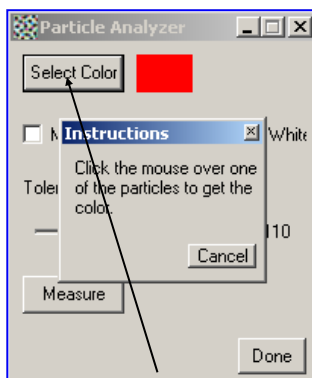 Particle Analyzer
Select Color
Instructions
White
Click the mouse over one
of the particles to get the
color.
Toler
110
Cancel
Measure
Done